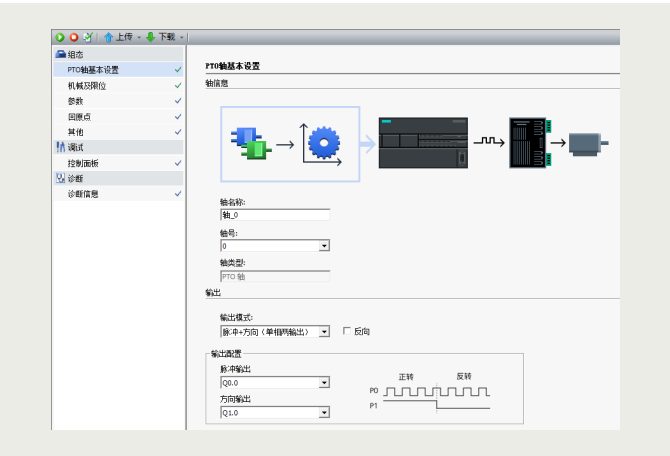 上传 下载
组态
PTO轴基本设置
机械及限位
参数
回原点
其他
调试
控制面板
诊断
诊断信息
PTO轴基本设置
轴信息
轴名称:
轴_0
轴号:
0
轴类型:
PTO 轴
输出
输出模式:
脉冲+方向（单相两输出） 反向
输出配置
脉冲输出
Q0.0
方向输出
Q1.0
正转 反转
P0
P1